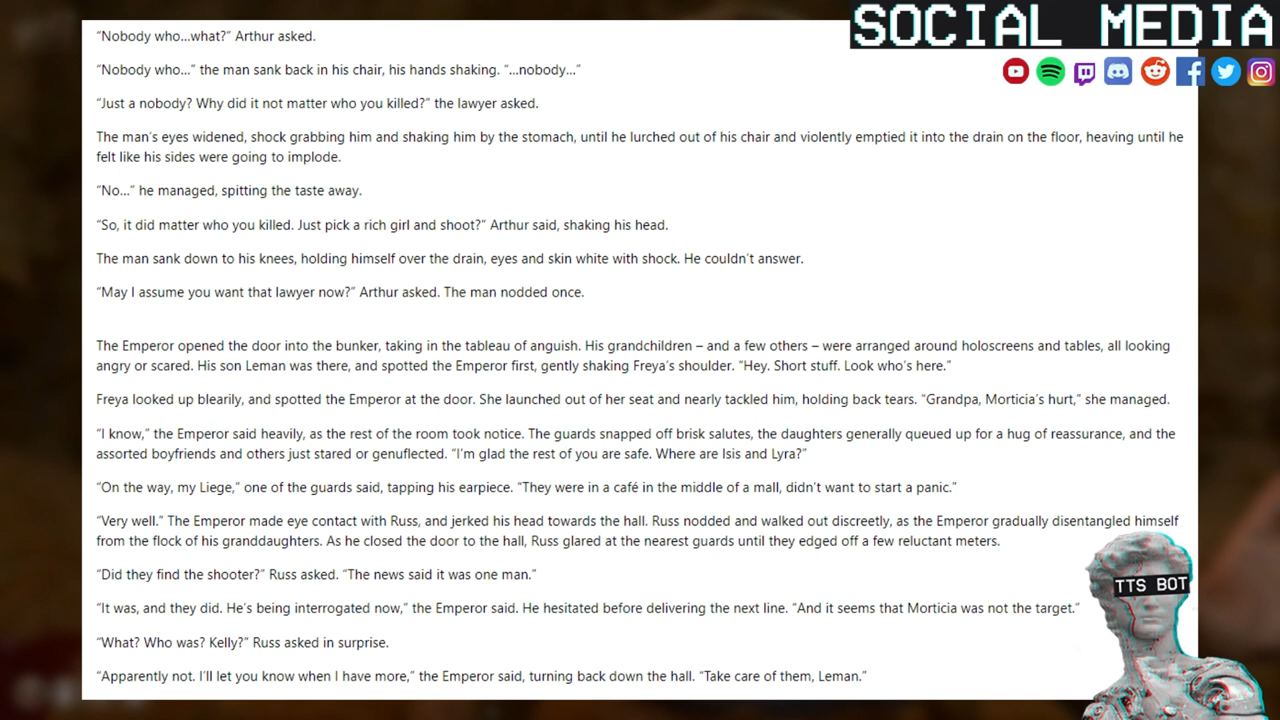 SOCIAL MEDIA
“Nobody who...what?” Arthur asked.
“Nobody who...” the man sank back in his chair, his hands shaking. “...nobody...”
“Just a nobody? Why did it not matter who you killed?” the lawyer asked.
The man’s eyes widened, shock grabbing him and shaking him by the stomach, until he lurched out of his chair and violently emptied it into the drain on the floor, heaving until he
felt like his sides were going to implode.
“No...” he managed, spitting the taste away.
“So, it did matter who you killed. Just pick a rich girl and shoot?” Arthur said, shaking his head.
The man sank down to his knees, holding himself over the drain, eyes and skin white with shock. He couldn’t answer.
“May I assume you want that lawyer now?” Arthur asked. The man nodded once.
The Emperor opened the door into the bunker, taking in the tableau of anguish. His grandchildren – and a few others – were arranged around holoscreens and tables, all looking
angry or scared. His son Leman was there, and spotted the Emperor first, gently shaking Freya’s shoulder. “Hey. Short stuff. Look who’s here.”
Freya looked up blearily, and spotted the Emperor at the door. She launched out of her seat and nearly tackled him, holding back tears. “Grandpa, Morticia’s hurt,” she managed.
“I know,” the Emperor said heavily, as the rest of the room took notice. The guards snapped off brisk salutes, the daughters generally queued up for a hug of reassurance, and the
assorted boyfriends and others just stared or genuflected. “I’m glad the rest of you are safe. Where are Isis and Lyra?”
“On the way, my Liege,” one of the guards said, tapping his earpiece. “They were in a café in the middle of a mall, didn’t want to start a panic.”
“Very well.” The Emperor made eye contact with Russ, and jerked his head towards the hall. Russ nodded and walked out discreetly, as the Emperor gradually disentangled himself
from the flock of his granddaughters. As he closed the door to the hall, Russ glared at the nearest guards until they edged off a few reluctant meters.
“Did they find the shooter?” Russ asked. “The news said it was one man.”
“It was, and they did. He’s being interrogated now,” the Emperor said. He hesitated before delivering the next line. “And it seems that Morticia was not the target.”
“What? Who was? Kelly?” Russ asked in surprise.
“Apparently not. I’ll let you know when I have more,” the Emperor said, turning back down the hall. “Take care of them, Leman.”
TTS BOT